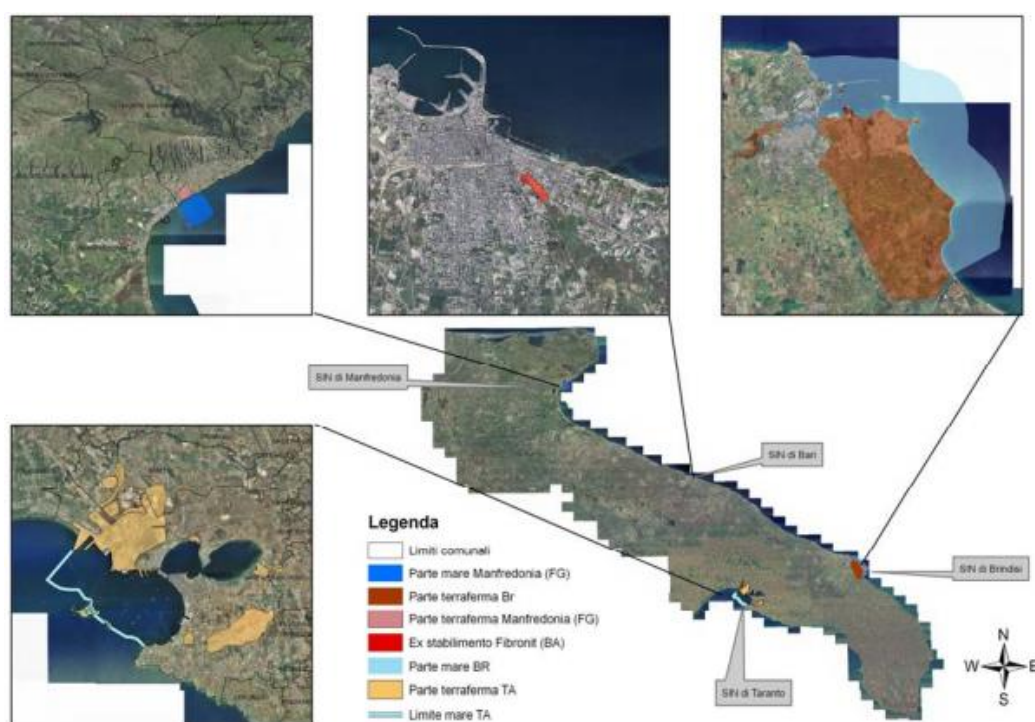 SIN di Manfredonia
SIN di Bari
SIN di Brindisi
SIN di Taranto
Legenda
Limiti comunali
Parte mare Manfredonia (FG)
Parte terraferma Br
Parte terraferma Manfredonia (FG)
Ex stabilimento Fibronit (BA)
Parte mare BR
Parte terraferma TA
Limite mare TA
N
W
E
S